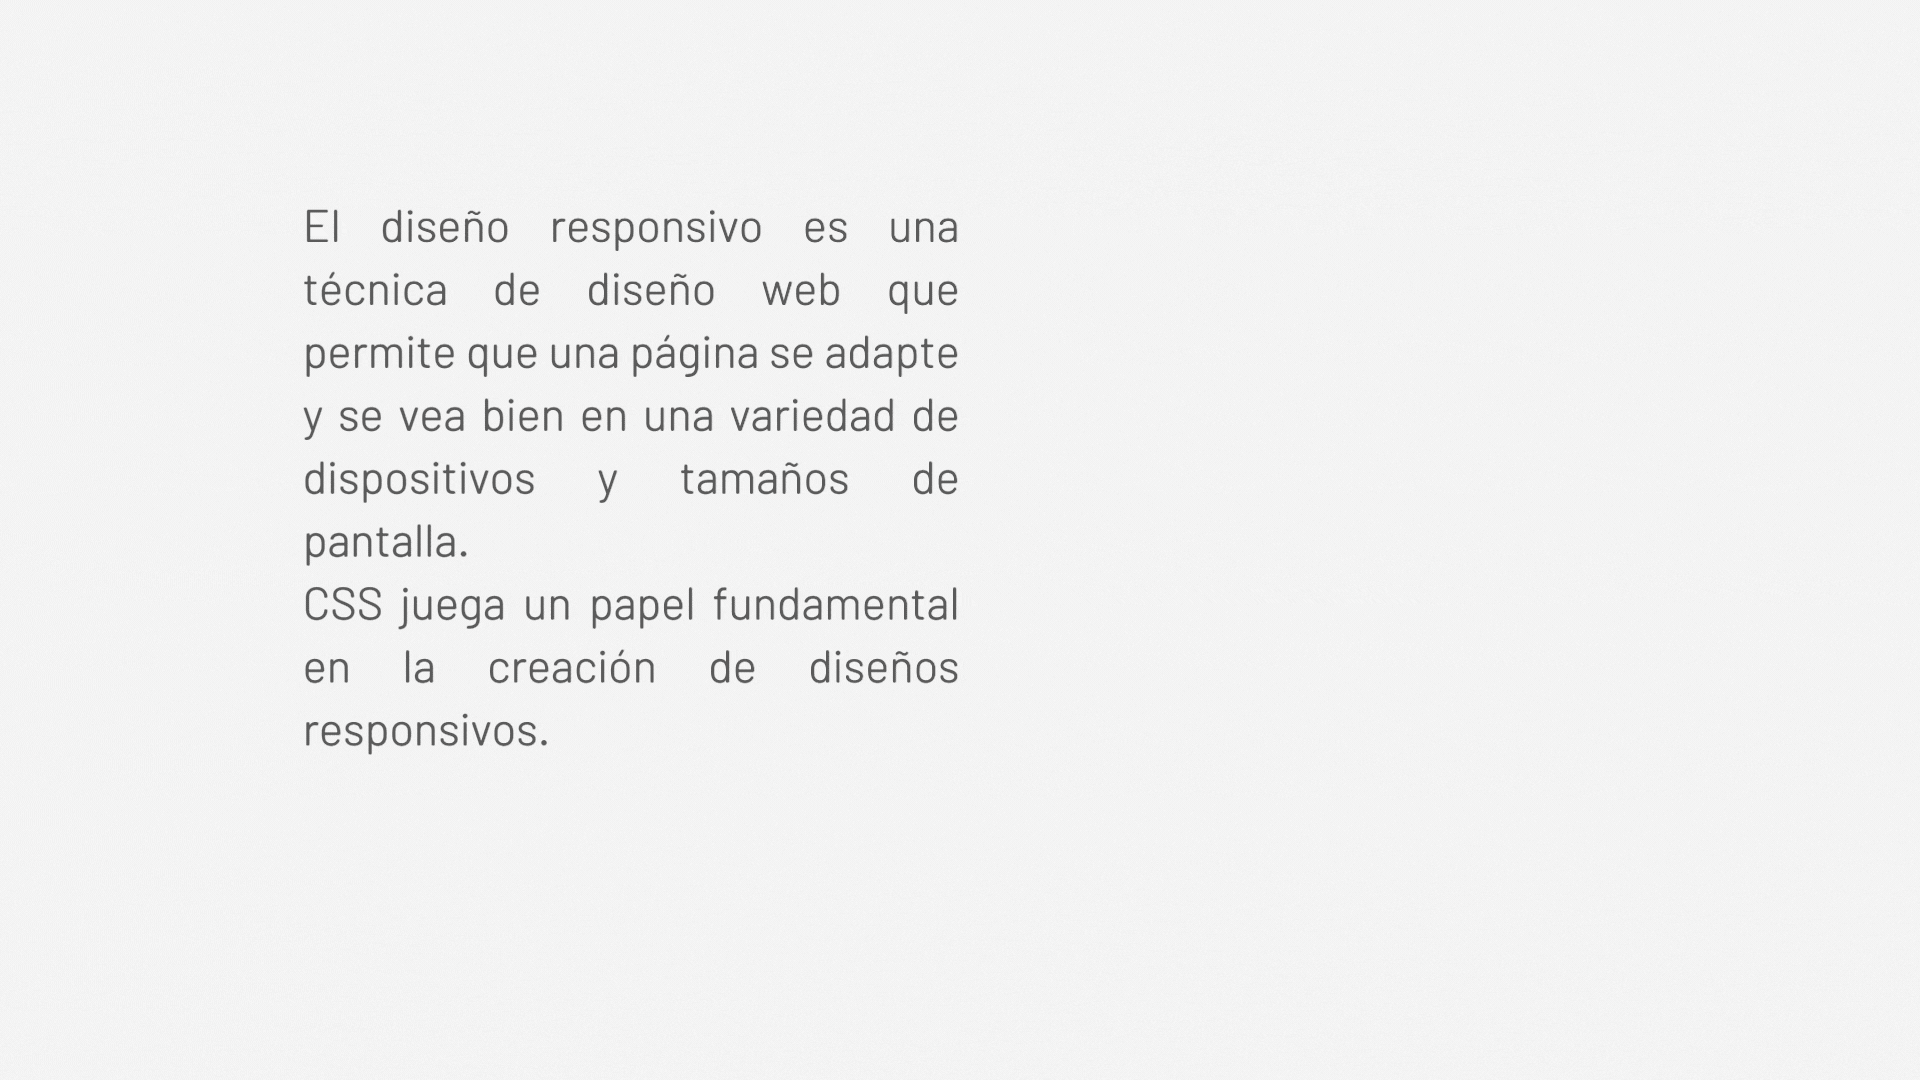 El diseño responsivo es una
técnica de diseño web que
permite que una página se adapte
y se vea bien en una variedad de
dispositivos y tamaños de
pantalla.
CSS juega un papel fundamental
en la creación de diseños
responsivos.